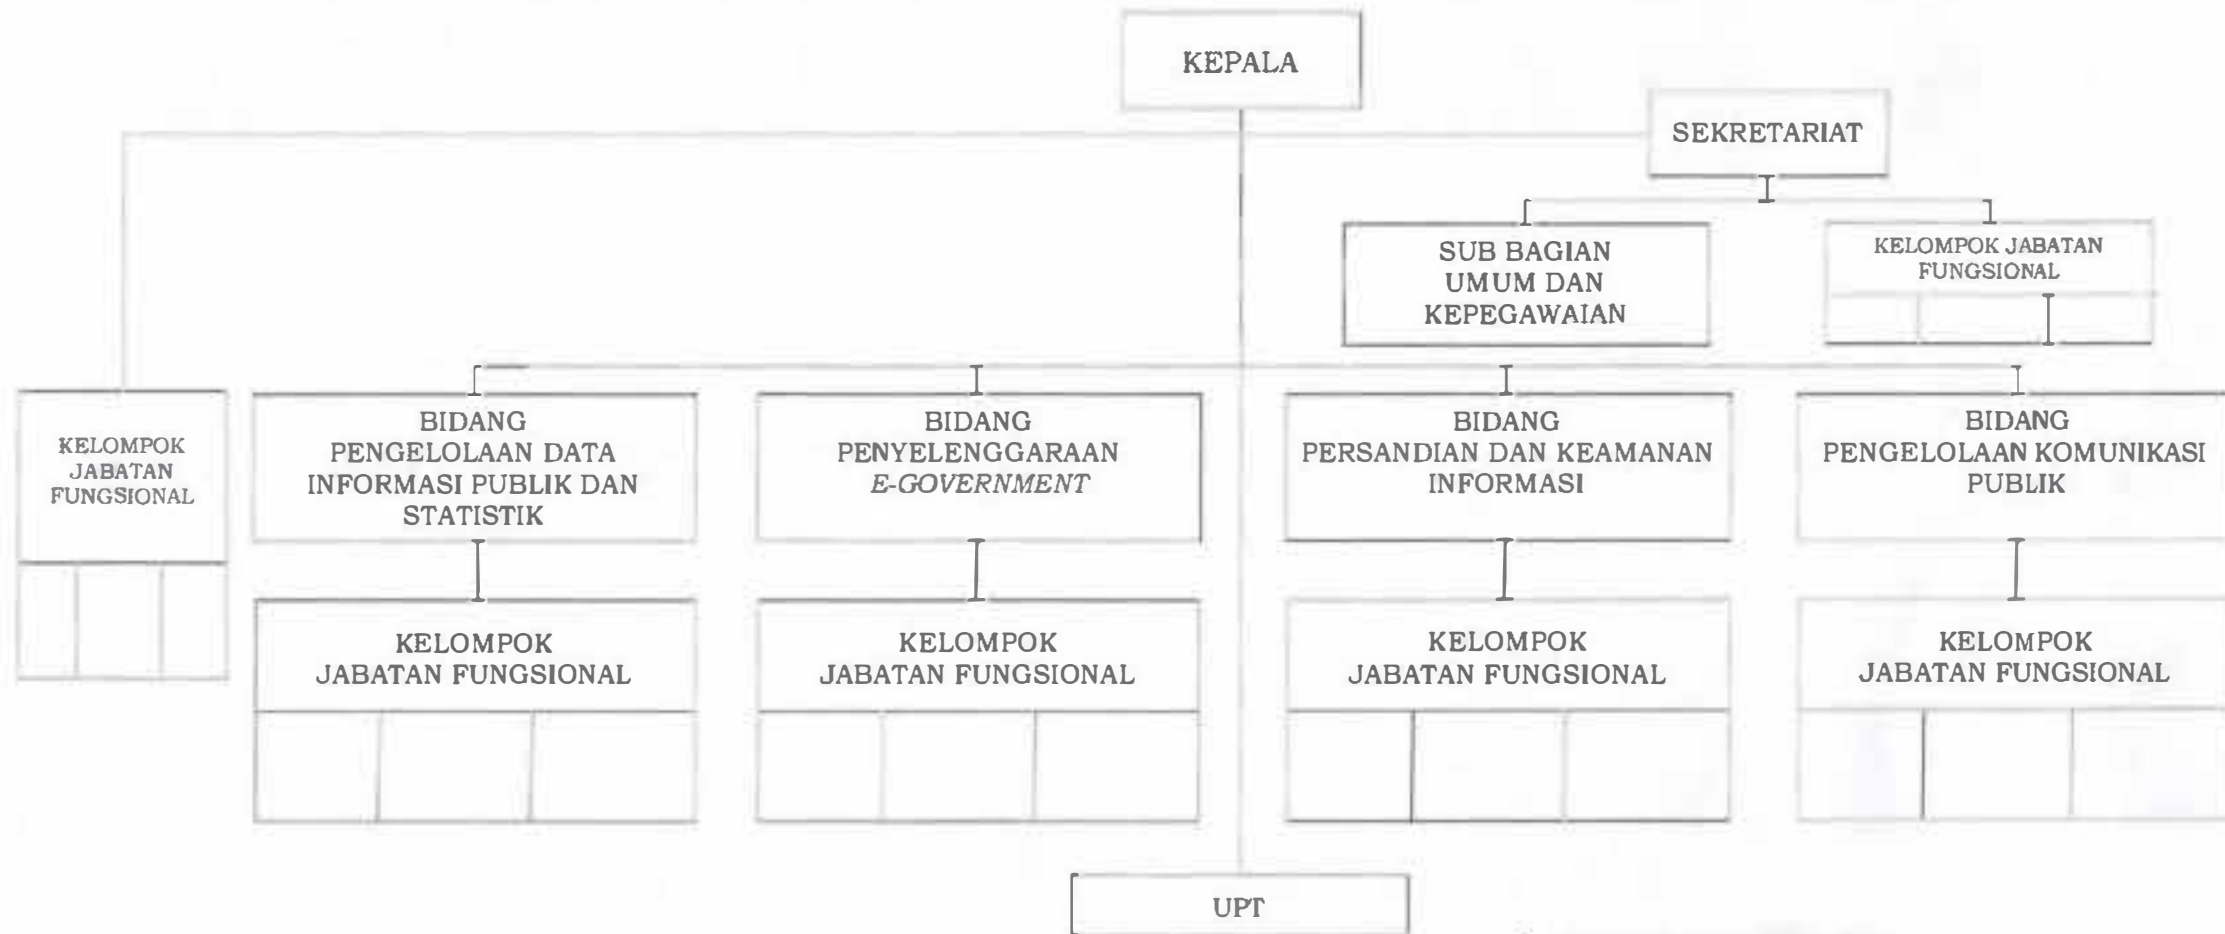 KEPALA
SEKRETARIAT
SUB BAGIAN
UMUM DAN
KEPEGAWAIAN
KELOMPOK JABATAN
FUNGSIONAL
KELOMPOK
JABATAN
FUNGSIONAL
BIDANG
PENGELOLAAN DATA
INFORMASI PUBLIK DAN
STATISTIK
BIDANG
PENYELENGGARAAN
E-GOVERNMENT
BIDANG
PERSANDIAN DAN KEAMANAN
INFORMASI
BIDANG
PENGELOLAAN KOMUNIKASI
PUBLIK
KELOMPOK
JABATAN FUNGSIONAL
KELOMPOK
JABATAN FUNGSIONAL
KELOMPOK
JABATAN FUNGSIONAL
KELOMPOK
JABATAN FUNGSIONAL
UPT